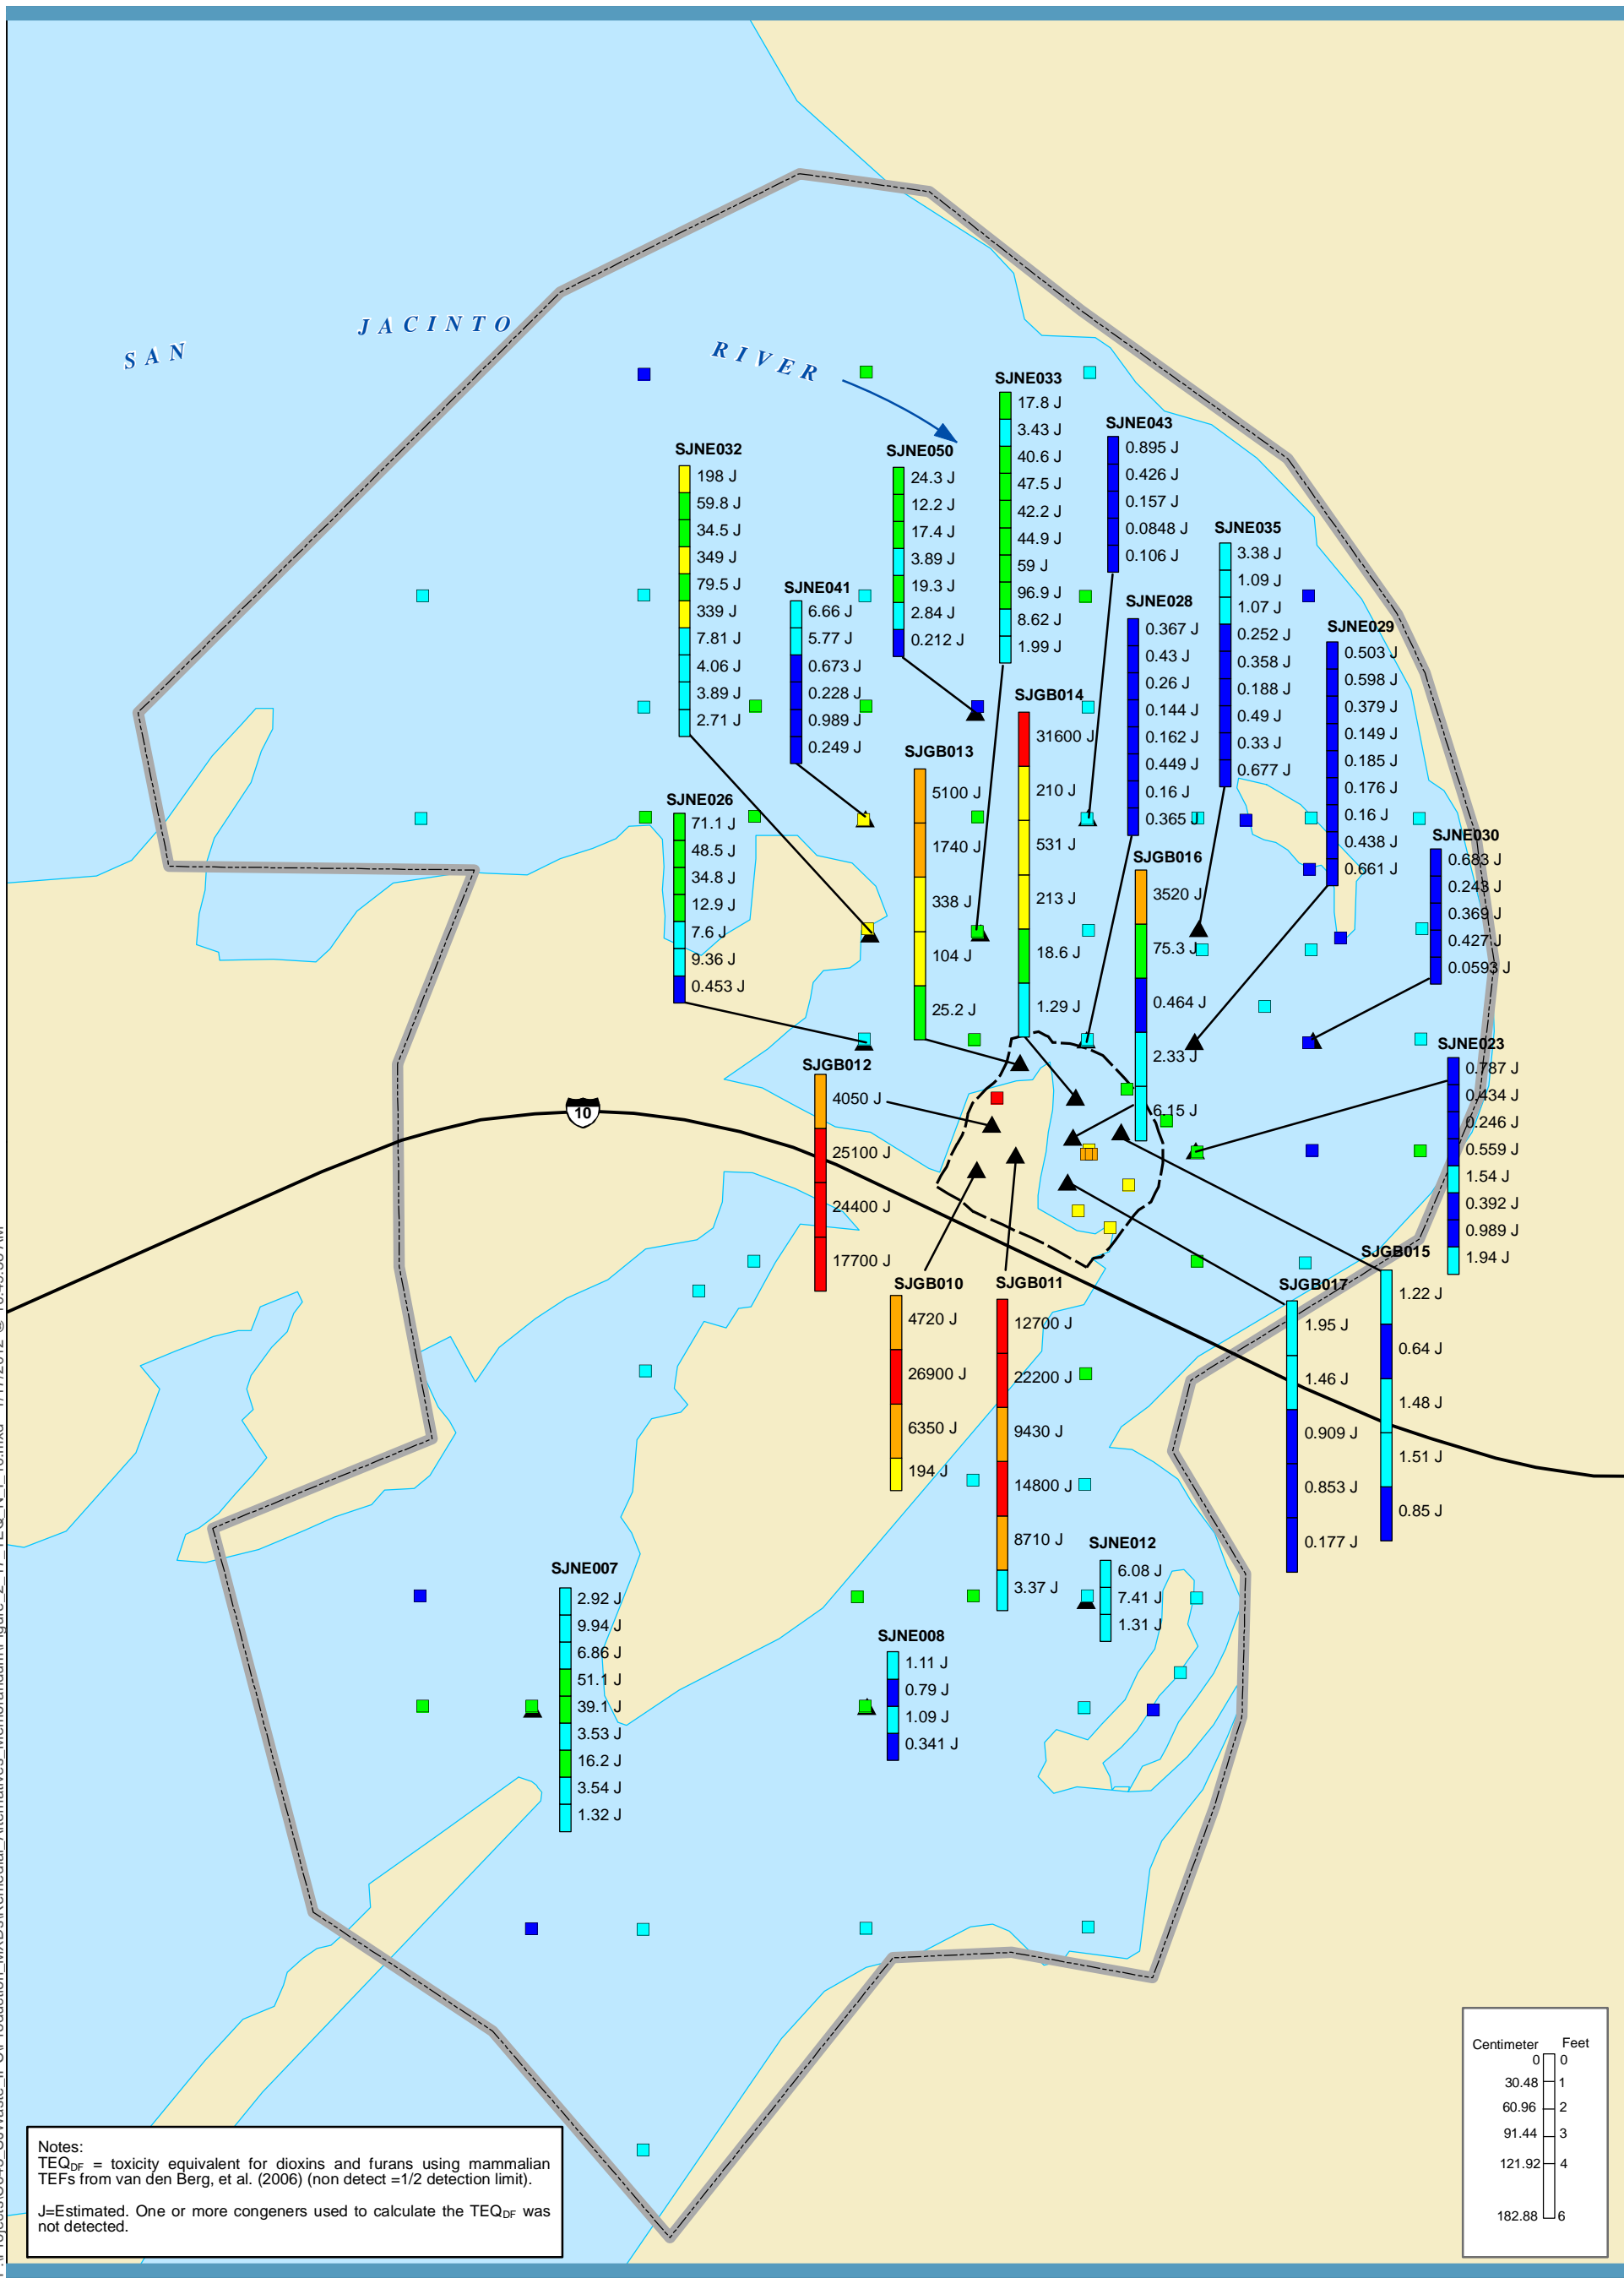 SAN JACINTO RIVER
SJNE033
17.8 J
3.43 J
40.6 J
47.5 J
42.2 J
44.9 J
59 J
96.9 J
8.62 J
1.99 J
SJNE043
0.895 J
0.426 J
0.157 J
0.0848 J
0.106 J
SJNE032
198 J
59.8 J
34.5 J
349 J
79.5 J
339 J
7.81 J
4.06 J
3.89 J
2.71 J
SJNE050
24.3 J
12.2 J
17.4 J
3.89 J
19.3 J
2.84 J
0.212 J
SJNE035
3.38 J
1.09 J
1.07 J
0.252 J
0.358 J
0.188 J
0.49 J
0.33 J
0.677 J
SJNE041
6.66 J
5.77 J
0.673 J
0.228 J
0.989 J
0.249 J
SJNE028
0.367 J
0.43 J
0.26 J
0.144 J
0.162 J
0.449 J
0.16 J
0.365 J
SJNE029
0.503 J
0.598 J
0.379 J
0.149 J
0.185 J
0.176 J
0.16 J
0.438 J
0.661 J
SJGB014
31600 J
210 J
531 J
213 J
18.6 J
1.29 J
SJGB013
5100 J
1740 J
338 J
104 J
25.2 J
SJNE026
71.1 J
48.5 J
34.8 J
12.9 J
7.6 J
9.36 J
0.453 J
SJNE030
0.683 J
0.243 J
0.369 J
0.427 J
0.0593 J
SJGB016
3520 J
75.3 J
0.464 J
2.33 J
6.15 J
SJNE023
0.787 J
0.434 J
0.246 J
0.559 J
1.54 J
0.392 J
0.989 J
1.94 J
SJGB012
4050 J
25100 J
24400 J
17700 J
10
SJGB010
4720 J
26900 J
6350 J
194 J
SJGB011
12700 J
22200 J
9430 J
14800 J
8710 J
3.37 J
SJGB017
1.95 J
1.46 J
0.909 J
0.853 J
0.177 J
SJGB015
1.22 J
0.64 J
1.48 J
1.51 J
0.85 J
SJNE012
6.08 J
7.41 J
1.31 J
SJNE007
2.92 J
9.94 J
6.86 J
51.1 J
39.1 J
3.53 J
16.2 J
3.54 J
1.32 J
SJNE008
1.11 J
0.79 J
1.09 J
0.341 J
Centimeter Feet
0 0
30.48 1
60.96 2
91.44 3
121.92 4
182.88 6
Notes:
TEQDF = toxicity equivalent for dioxins and furans using mammalian
TEFs from van den Berg, et al. (2006) (non detect =1/2 detection limit).
J=Estimated. One or more congeners used to calculate the TEQDF was
not detected.